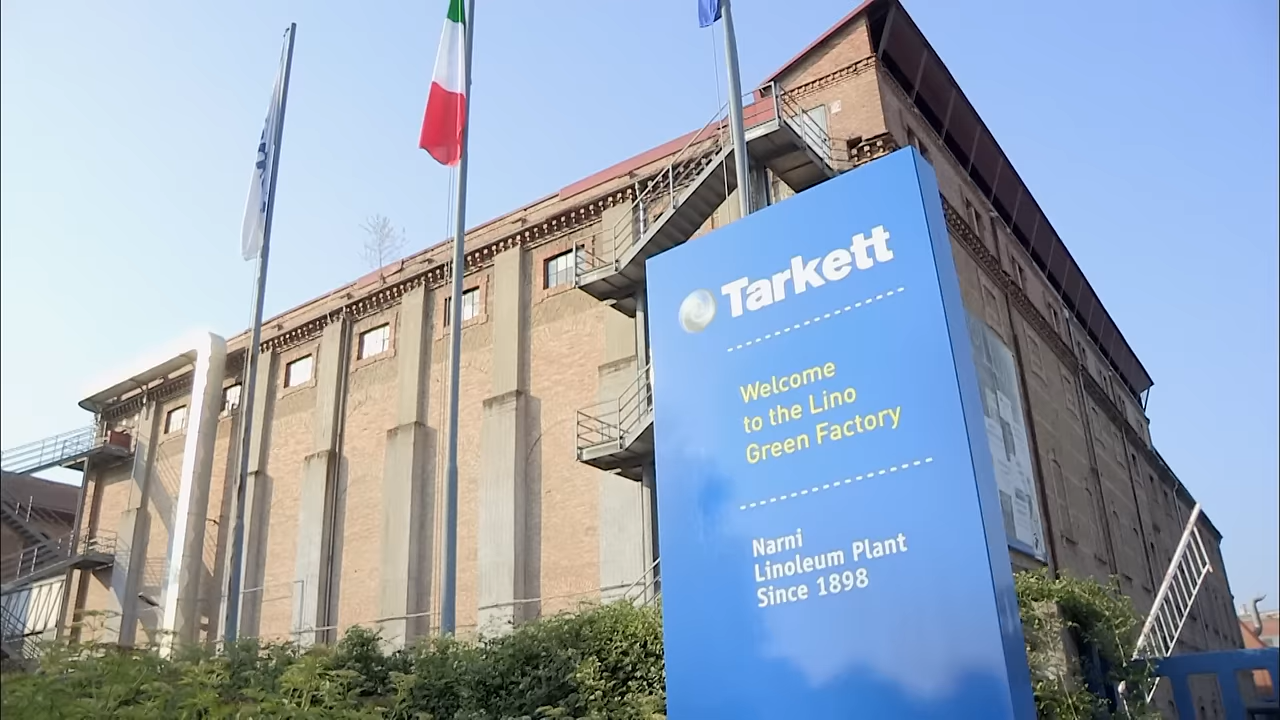 Tarkett
Welcome
to the Lino
Green Factory
Narni
Linoleum Plant
Since 1898